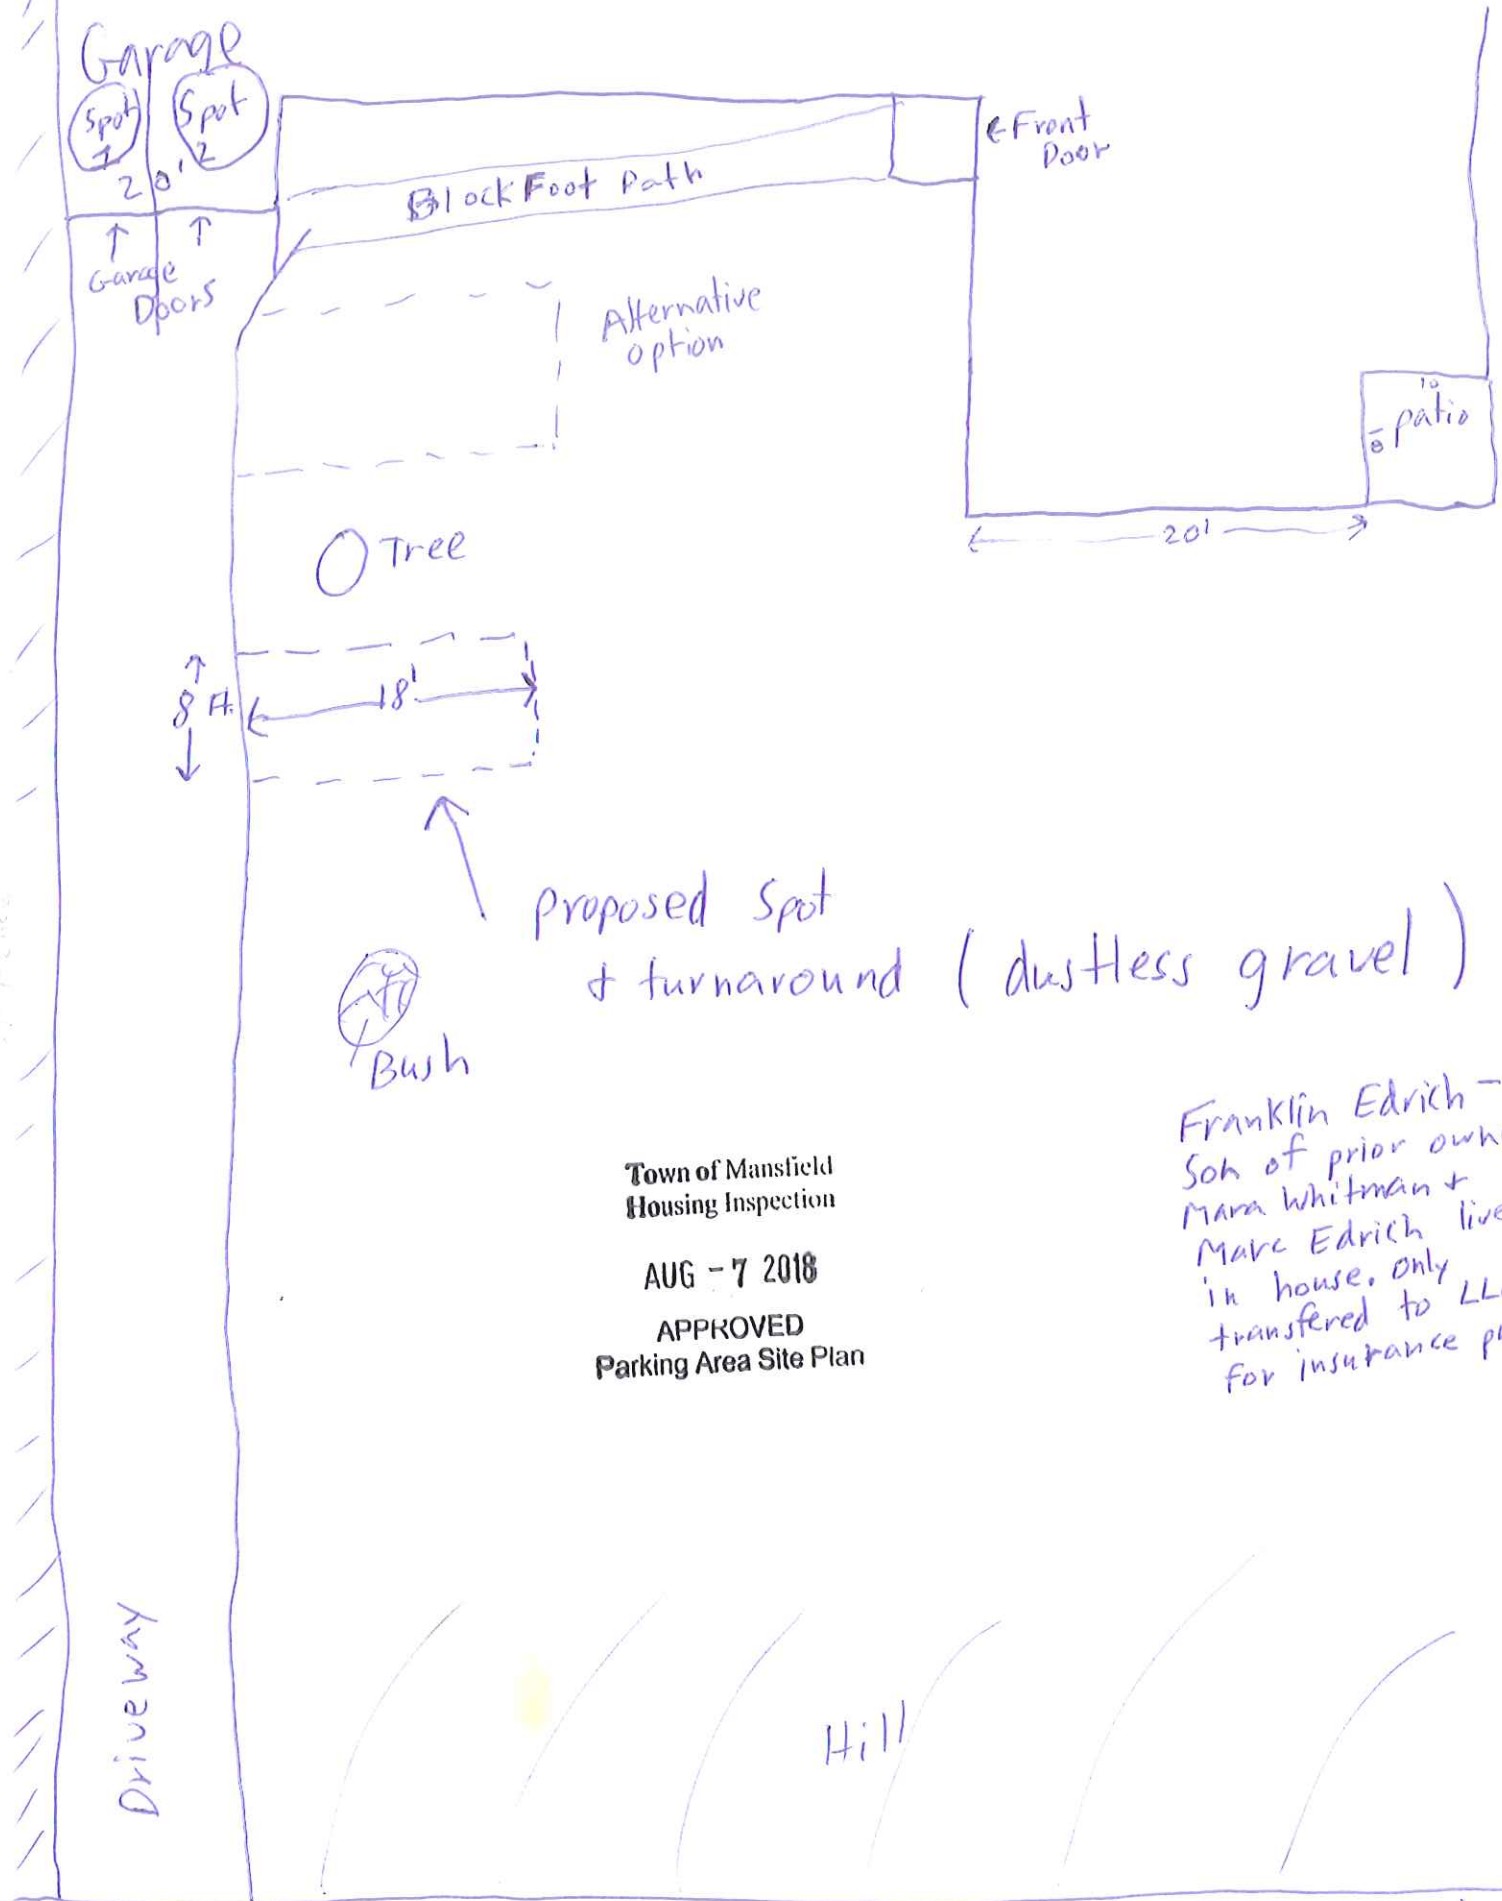 Garage
Spot
1
Spot
2
20'
Garage
Doors
Block Foot Path
Front
Door
Alternative
option
10
patio
8
20'
Tree
8 Ft.
18'
proposed Spot
+ turnaround (dustless gravel)
Bush
Town of Mansfield
Housing Inspection
AUG - 7 2018
APPROVED
Parking Area Site Plan
Franklin Edrich -
Son of prior
Mara Whitman +
Marc Edrich
in house. only
transfered to
for insurance
Driveway
Hill